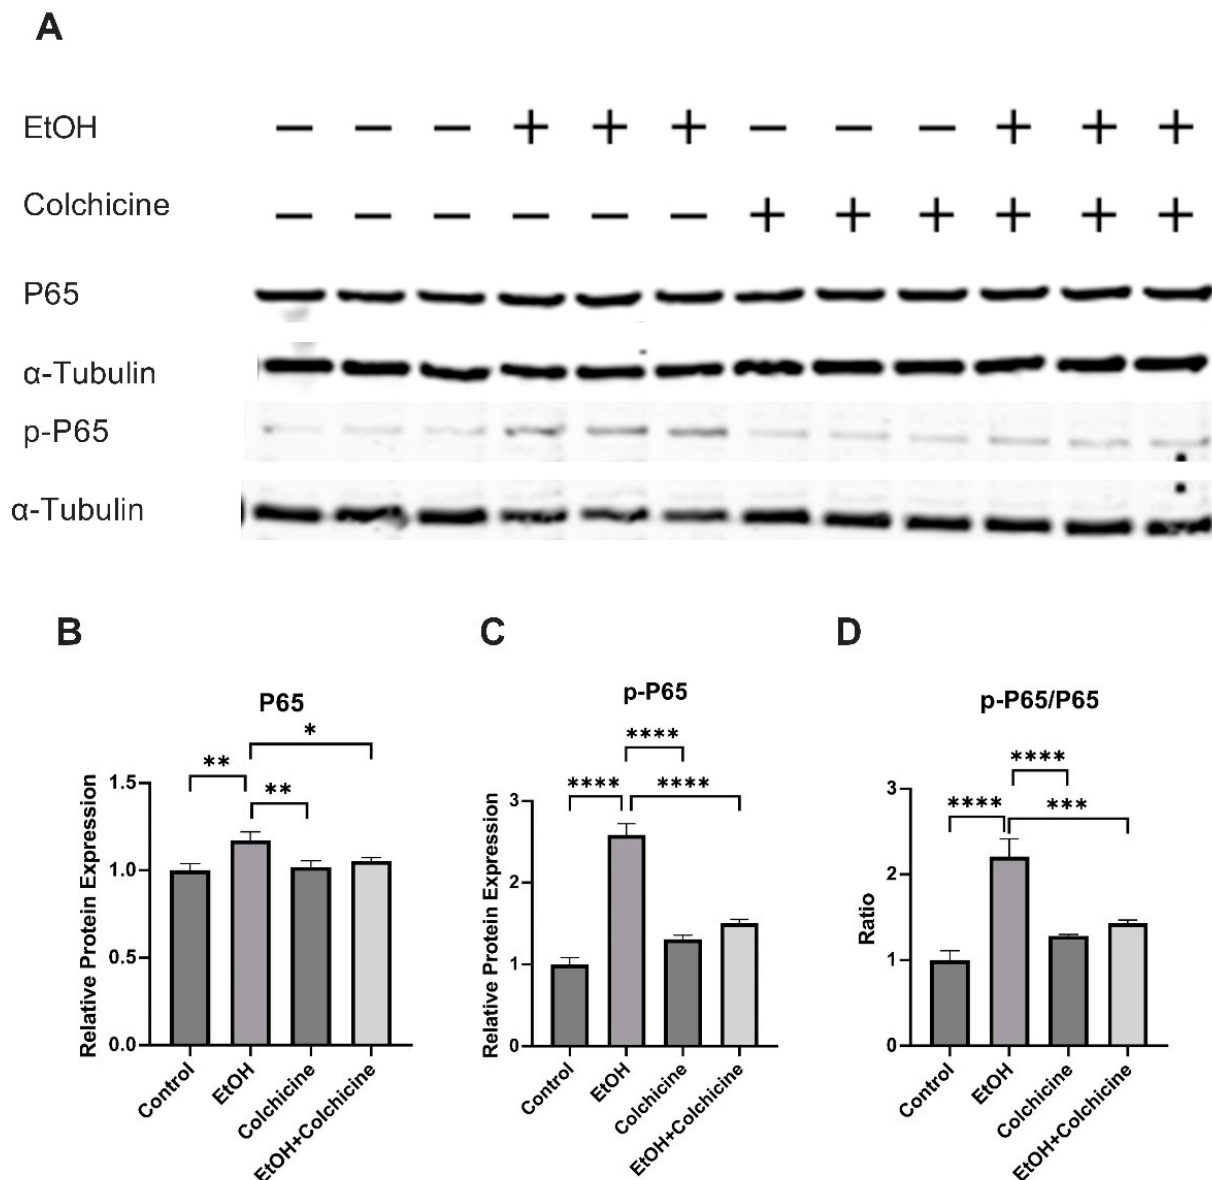 A
EtOH − − − + + + − − − + + +
Colchicine − − − − − − + + + + + +
P65
α-Tubulin
p-P65
α-Tubulin
B
C
D
P65
p-P65
p-P65/P65
*
**
**
****
****
****
****
****
***
Relative Protein Expression
1.5
1.0
0.5
0.0
Control
EtOH
Colchicine
EtOH+Colchicine
Relative Protein Expression
3
2
1
0
Control
EtOH
Colchicine
EtOH+Colchicine
Ratio
3
2
1
0
Control
EtOH
Colchicine
EtOH+Colchicine